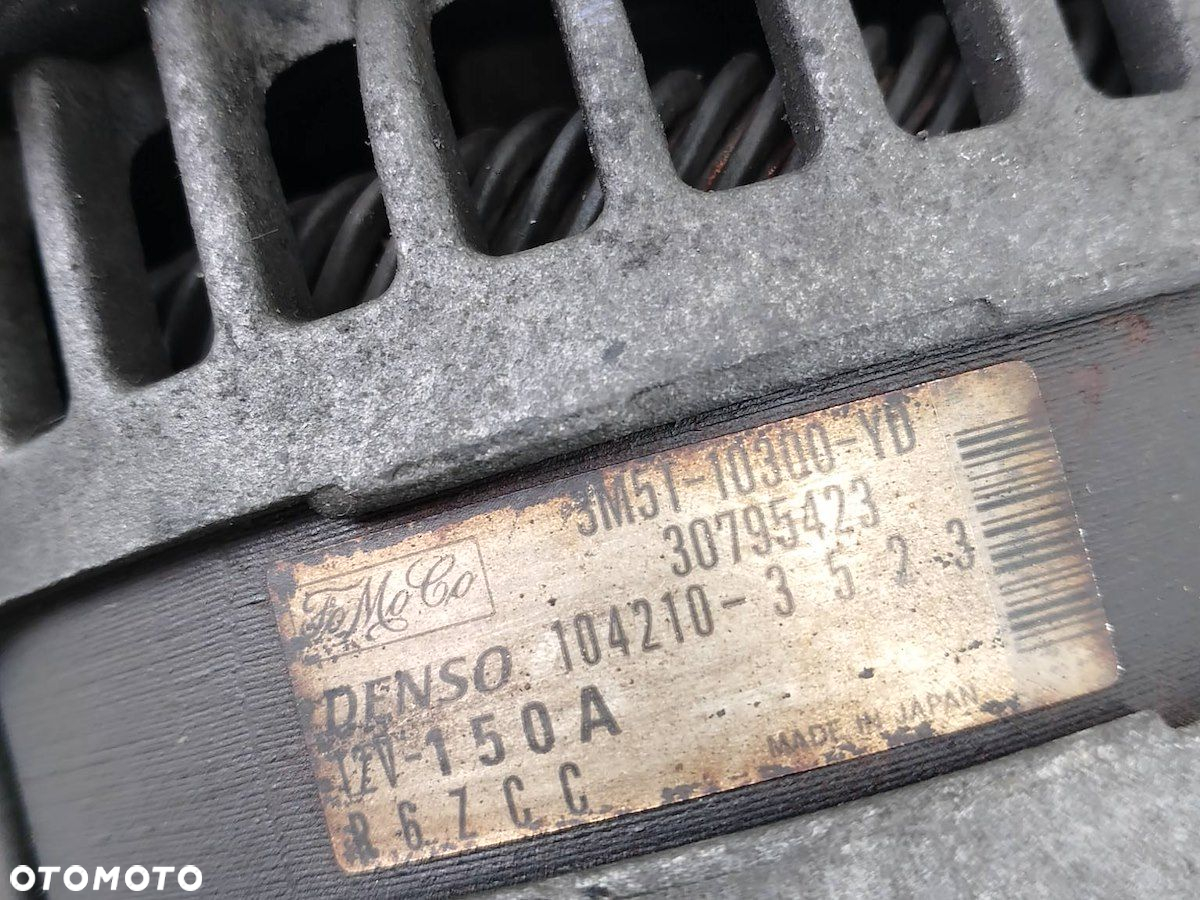 3M5T-10300-YD
30795423
FoMoCo
DENSO 104210-3523
12V-150A
R6ZCC
MADE IN JAPAN
OTOMOTO